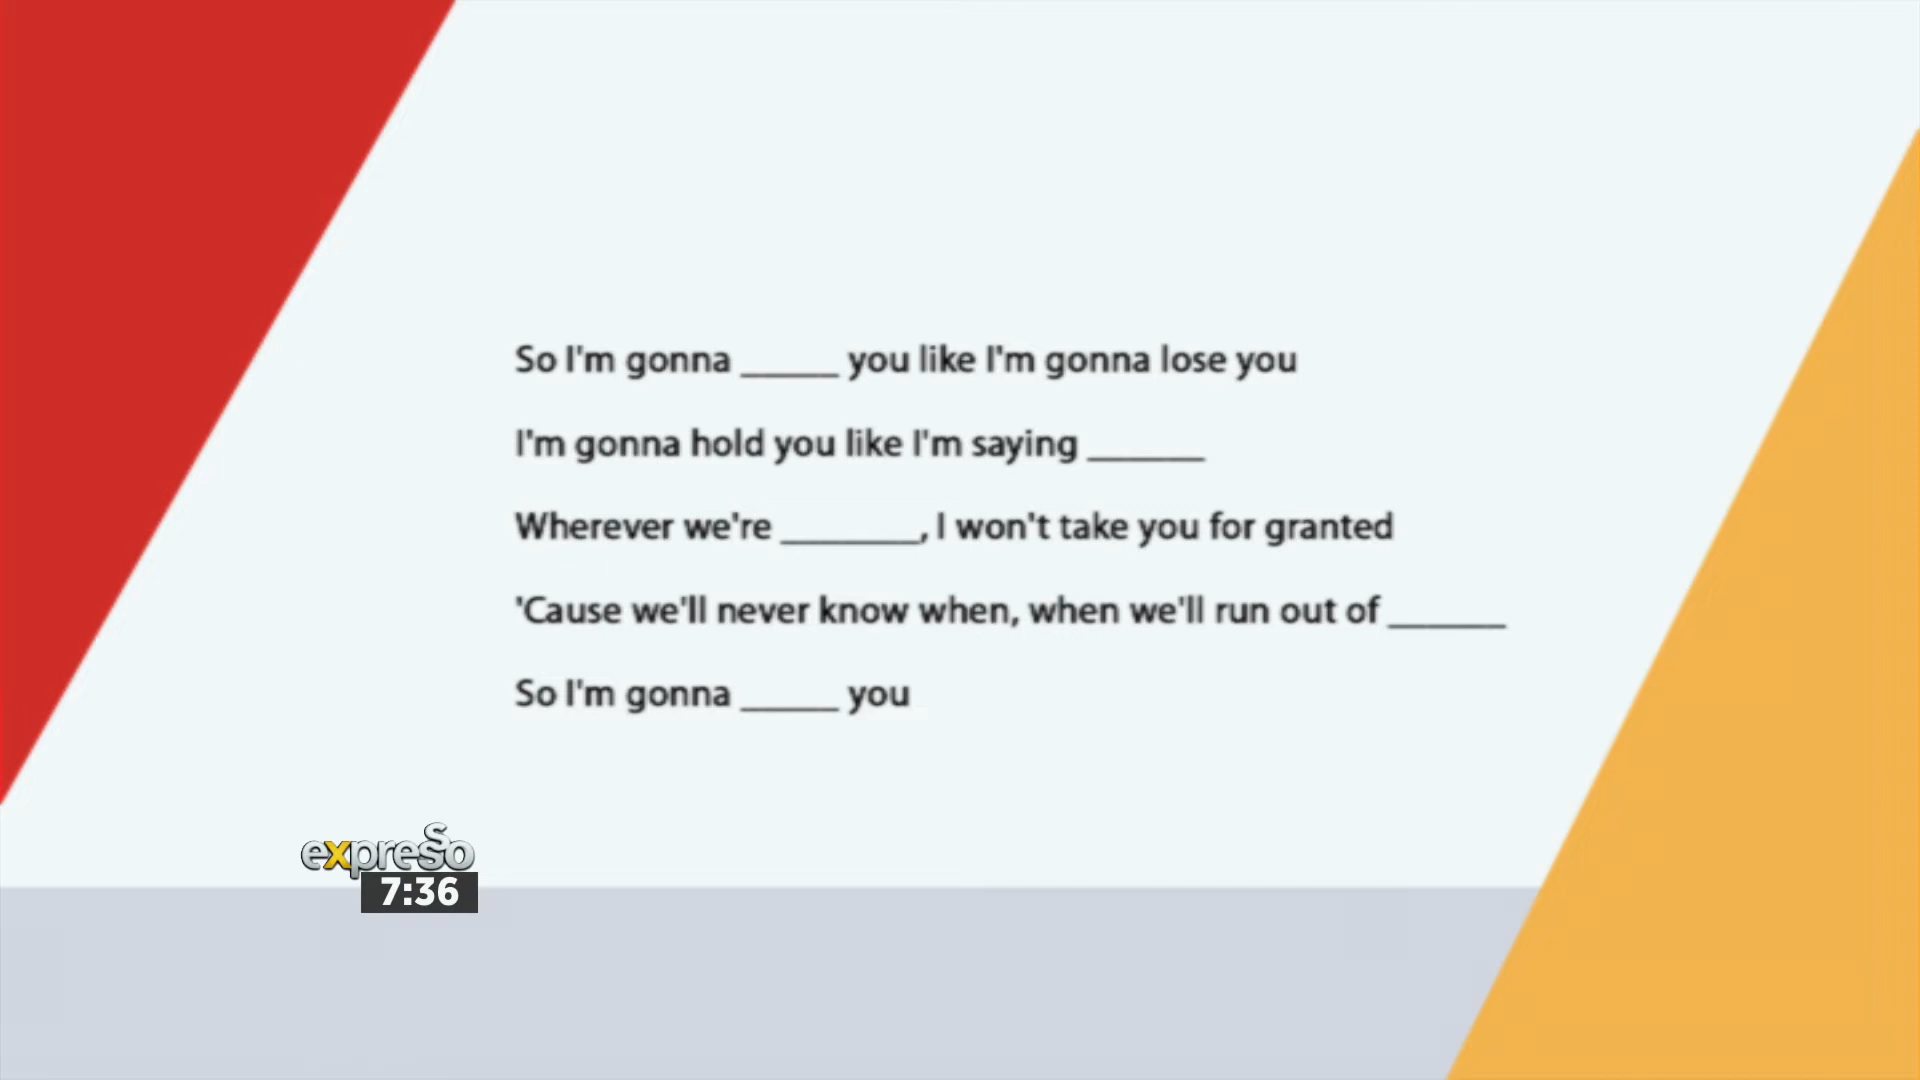 So I'm gonna _____ you like I'm gonna lose you
I'm gonna hold you like I'm saying ______
Wherever we're _______, I won't take you for granted
'Cause we'll never know when, when we'll run out of ______
So I'm gonna _____ you
expresso
7:36